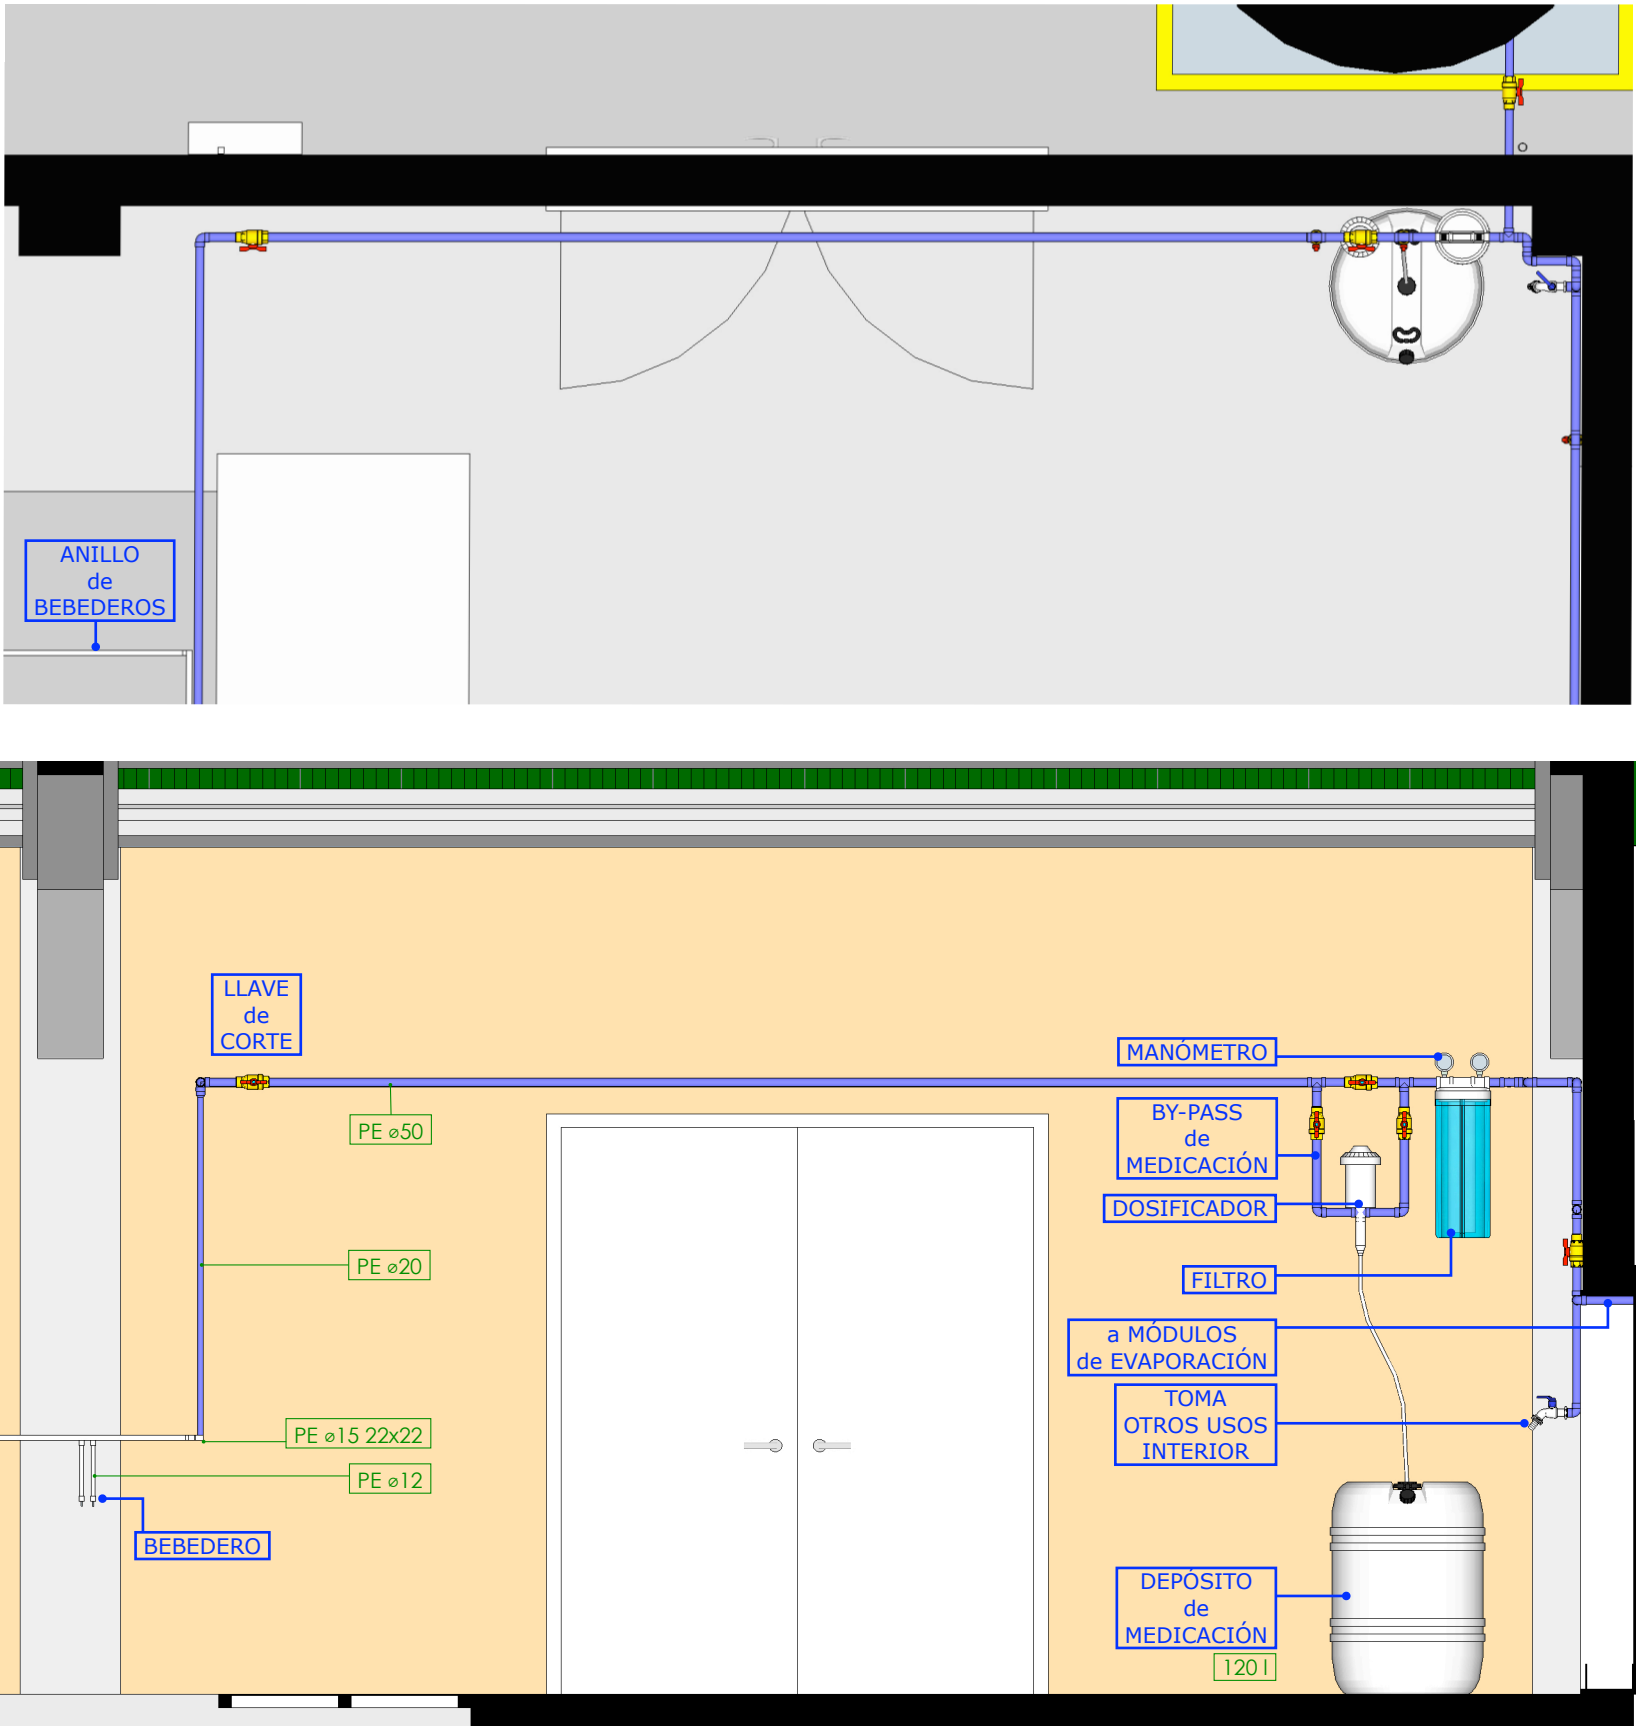 ANILLO
de
BEBEDEROS
LLAVE
de
CORTE
MANÓMETRO
BY-PASS
de
MEDICACIÓN
PE ⌀50
DOSIFICADOR
PE ⌀20
FILTRO
a MÓDULOS
de EVAPORACIÓN
TOMA
OTROS USOS
INTERIOR
PE ⌀15 22x22
PE ⌀12
BEBEDERO
DEPÓSITO
de
MEDICACIÓN
120 l